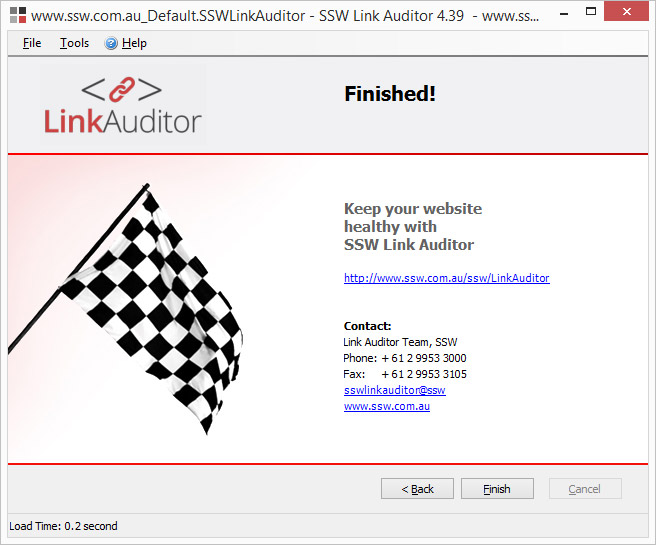 www.ssw.com.au_Default.SSWLinkAuditor - SSW Link Auditor 4.39 - www.ss...
File Tools Help
<> LinkAuditor
Finished!
Keep your website
healthy with
SSW Link Auditor
http://www.ssw.com.au/ssw/LinkAuditor
Contact:
Link Auditor Team, SSW
Phone: + 61 2 9953 3000
Fax: + 61 2 9953 3105
sswlinkauditor@ssw
www.ssw.com.au
< Back Finish Cancel
Load Time: 0.2 second